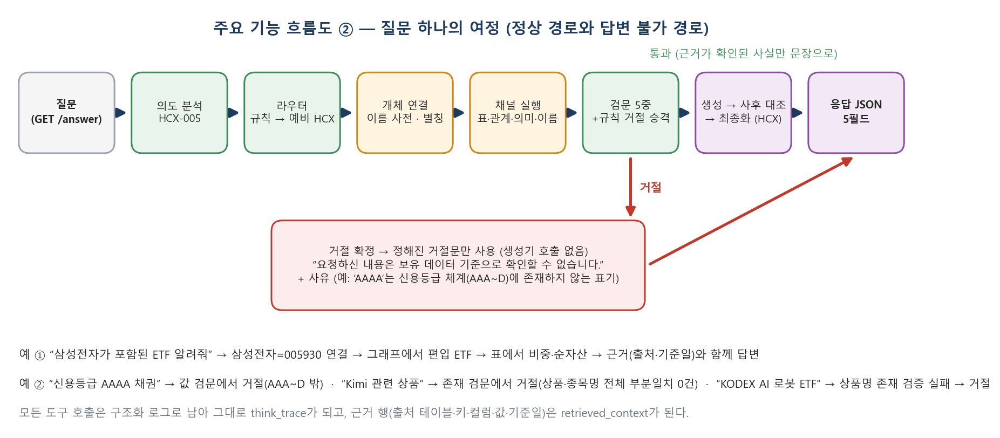 주요 기능 흐름도 ② — 질문 하나의 여정 (정상 경로와 답변 불가 경로)
통과 (근거가 확인된 사실만 문장으로)
질문
(GET /answer)
의도 분석
HCX-005
라우터
규칙 → 예비 HCX
개체 연결
이름 사전 · 별칭
채널 실행
표·관계·의미·이름
검문 5중
+규칙 거절 승격
생성 → 사후 대조
→ 최종화 (HCX)
응답 JSON
5필드
거절
거절 확정 → 정해진 거절문만 사용 (생성기 호출 없음)
“요청하신 내용은 보유 데이터 기준으로 확인할 수 없습니다.”
+ 사유 (예: ‘AAAA’는 신용등급 체계(AAA~D)에 존재하지 않는 표기)
예 ① “삼성전자가 포함된 ETF 알려줘” → 삼성전자=005930 연결 → 그래프에서 편입 ETF → 표에서 비중·순자산 → 근거(출처·기준일)와 함께 답변
예 ② “신용등급 AAAA 채권” → 값 검문에서 거절(AAA~D 밖) · “Kimi 관련 상품” → 존재 검문에서 거절(상품·종목명 전체 부분일치 0건) · “KODEX AI 로봇 ETF” → 상품명 존재 검증 실패 → 거절
모든 도구 호출은 구조화 로그로 남아 그대로 think_trace가 되고, 근거 행(출처 테이블·키·컬럼·값·기준일)은 retrieved_context가 된다.